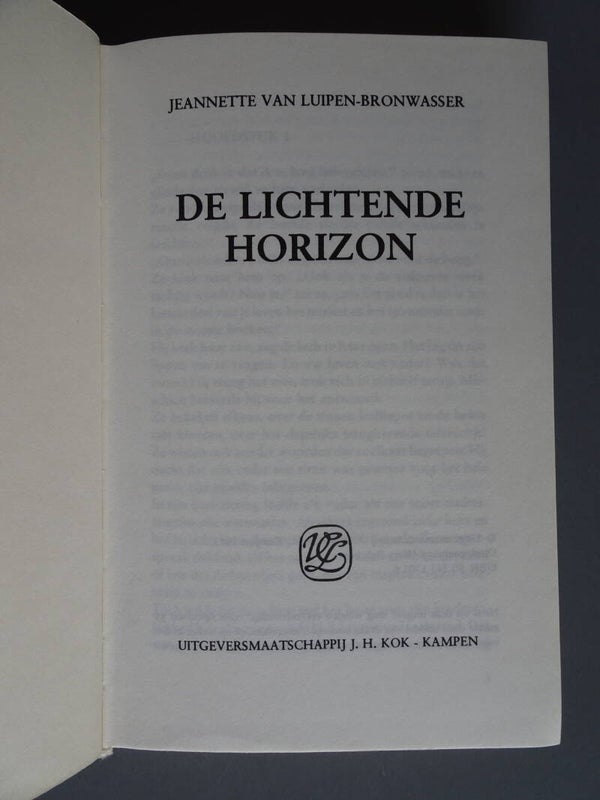 JEANNETTE VAN LUIPEN-BRONWASSER
DE LICHTENDE
HORIZON
UITGEVERSMAATSCHAPPIJ J. H. KOK - KAMPEN